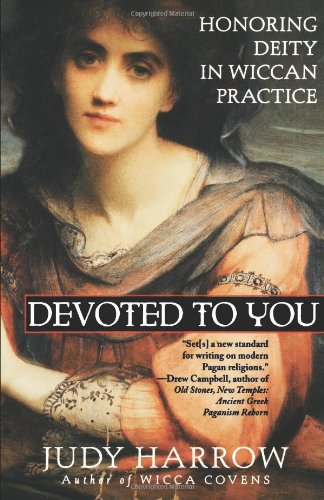 HONORING
DEITY
IN WICCAN
PRACTICE
DEVOTED TO YOU
"Set[s] a new standard
for writing on modern
Pagan religions."
—Drew Campbell, author of
Old Stones, New Temples:
Ancient Greek
Paganism Reborn
JUDY HARROW
Author of WICCA COVENS